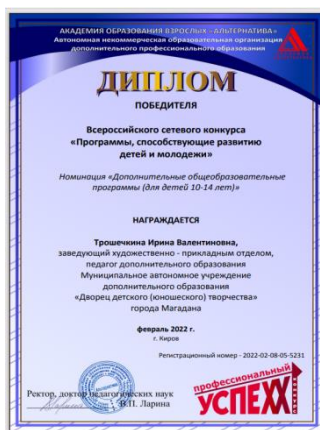 АКАДЕМИЯ ОБРАЗОВАНИЯ ВЗРОСЛЫХ «АЛЬТЕРНАТИВА»
Автономная некоммерческая образовательная организация
дополнительного профессионального образования
ДИПЛОМ
ПОБЕДИТЕЛЯ
Всероссийского сетевого конкурса
«Программы, способствующие развитию
детей и молодежи»
Номинация «Дополнительные общеобразовательные
программы (для детей 10-14 лет)»
НАГРАЖДАЕТСЯ
Трошечкина Ирина Валентиновна,
заведующий художественно - прикладным отделом,
педагог дополнительного образования
Муниципальное автономное учреждение
дополнительного образования
«Дворец детского (юношеского) творчества»
города Магадана
февраль 2022 г.
г. Киров
Регистрационный номер - 2022-02-08-05-5231
Ректор, доктор педагогических наук
В.П. Ларина
профессиональный
УСПЕХ